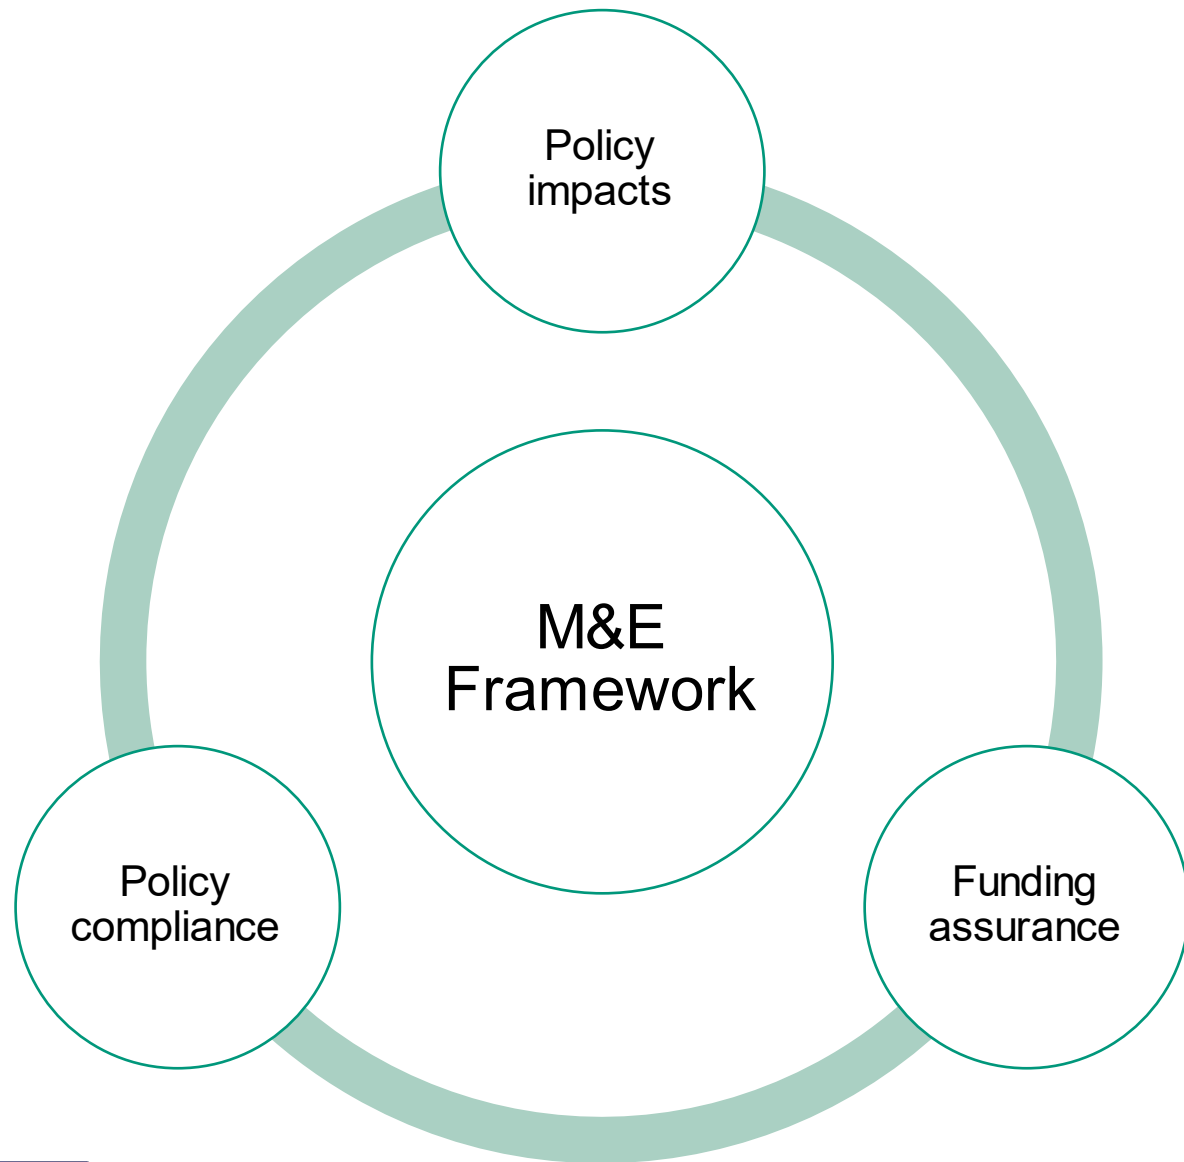 Policy
impacts
M&E
Framework
Policy
compliance
Funding
assurance